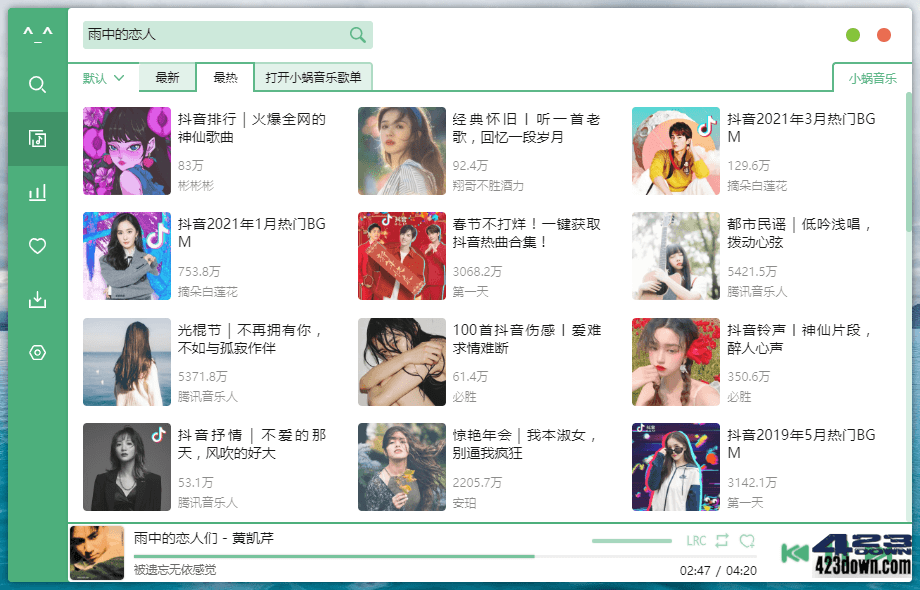 ^_^
雨中的恋人
默认
最新
最热
打开小蜗音乐歌单
小蜗音乐
抖音排行 | 火爆全网的
神仙歌曲
83万
彬彬彬
经典怀旧丨听一首老
歌，回忆一段岁月
92.4万
翔哥不胜酒力
抖音2021年3月热门BG
M
129.6万
摘朵白莲花
抖音2021年1月热门BG
M
753.8万
摘朵白莲花
春节不打烊！一键获取
抖音热曲合集！
3068.2万
第一天
都市民谣 | 低吟浅唱，
拨动心弦
5421.5万
腾讯音乐人
光棍节 | 不再拥有你，
不如与孤寂作伴
5371.8万
腾讯音乐人
100首抖音伤感丨爱难
求情难断
61.4万
必胜
抖音铃声丨神仙片段，
醉人心声
350.6万
必胜
抖音抒情 | 不爱的那
天，风吹的好大
53.1万
腾讯音乐人
惊艳年会 | 我本淑女，
别逼我疯狂
2205.7万
安珀
抖音2019年5月热门BG
M
3142.1万
第一天
雨中的恋人们 - 黄凯芹
LRC
被遗忘无依感觉
02:47 / 04:20
423
DOWN
423down.com